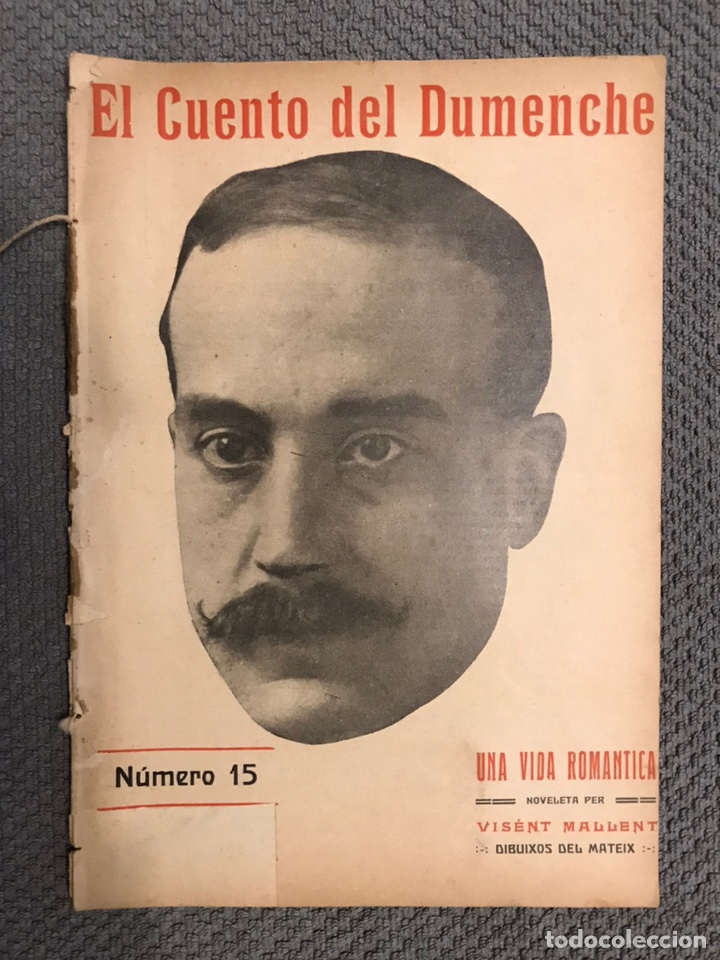 El Cuento del Dumenche
Número 15
UNA VIDA ROMANTICA
NOVELETA PER
VISÉNT MALLENT
:-: DIBUIXOS DEL MATEIX :-:
todocoleccion